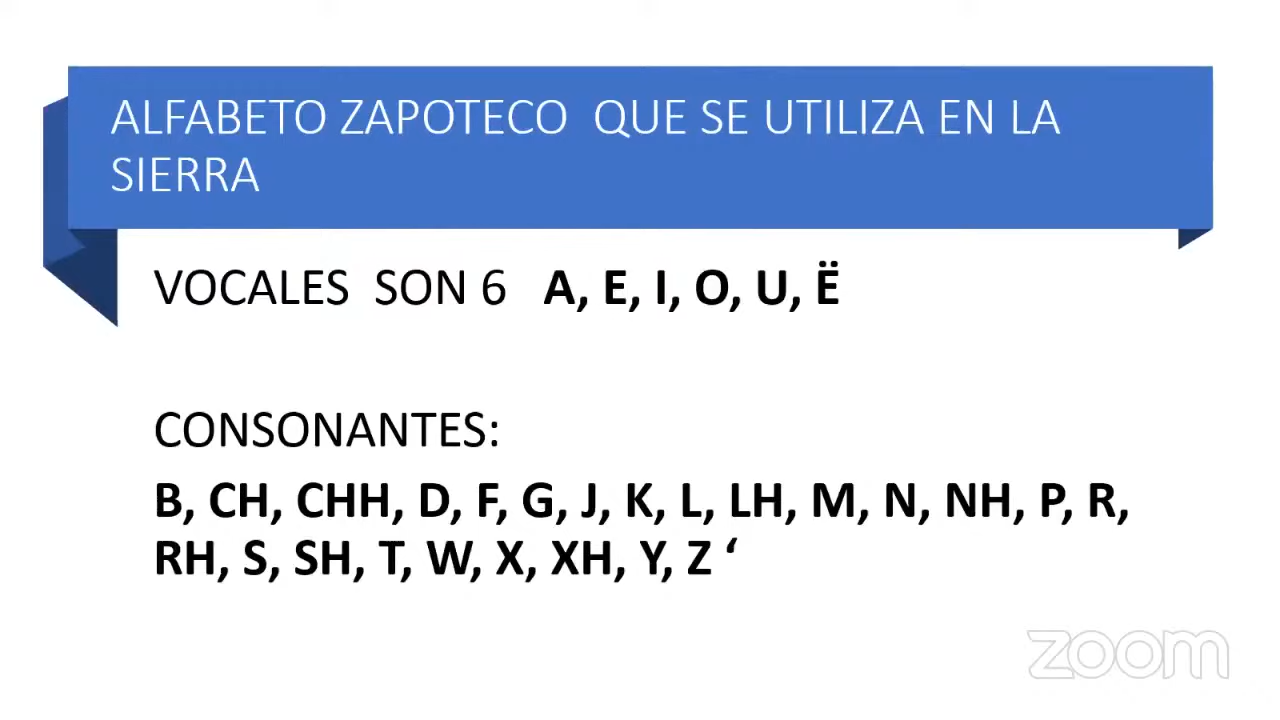 ALFABETO ZAPOTECO  QUE SE UTILIZA EN LA
SIERRA
VOCALES  SON 6   A, E, I, O, U, Ë
CONSONANTES:
B, CH, CHH, D, F, G, J, K, L, LH, M, N, NH, P, R,
RH, S, SH, T, W, X, XH, Y, Z ‘
zoom